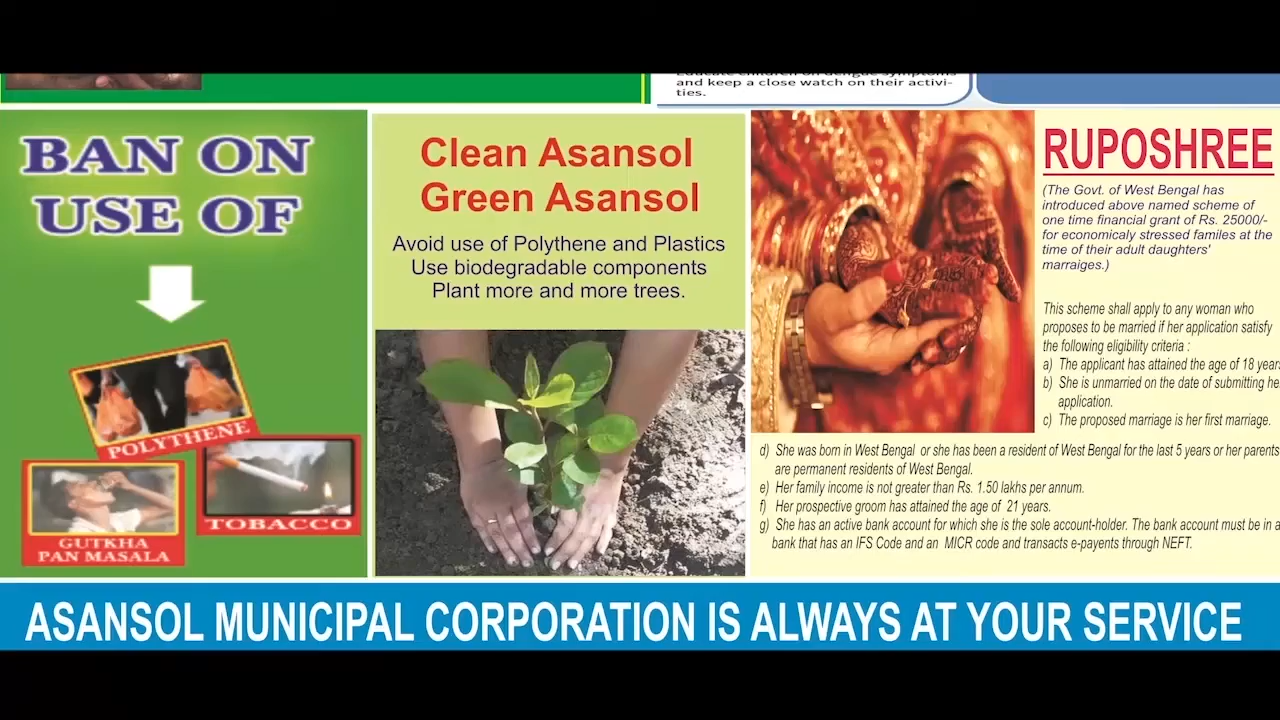 Educate children on dengue symptoms
and keep a close watch on their activi-
ties.
BAN ON
USE OF
POLYTHENE
TOBACCO
GUTKHA
PAN MASALA
Clean Asansol
Green Asansol
Avoid use of Polythene and Plastics
Use biodegradable components
Plant more and more trees.
RUPOSHREE
(The Govt. of West Bengal has
introduced above named scheme of
one time financial grant of Rs. 25000/-
for economicaly stressed familes at the
time of their adult daughters'
marraiges.)
This scheme shall apply to any woman who
proposes to be married if her application satisfy
the following eligibility criteria :
a) The applicant has attained the age of 18 years
b) She is unmarried on the date of submitting he
application.
c) The proposed marriage is her first marriage.
d) She was born in West Bengal or she has been a resident of West Bengal for the last 5 years or her parents
are permanent residents of West Bengal.
e) Her family income is not greater than Rs. 1.50 lakhs per annum.
f) Her prospective groom has attained the age of 21 years.
g) She has an active bank account for which she is the sole account-holder. The bank account must be in a
bank that has an IFS Code and an MICR code and transacts e-payents through NEFT.
ASANSOL MUNICIPAL CORPORATION IS ALWAYS AT YOUR SERVICE